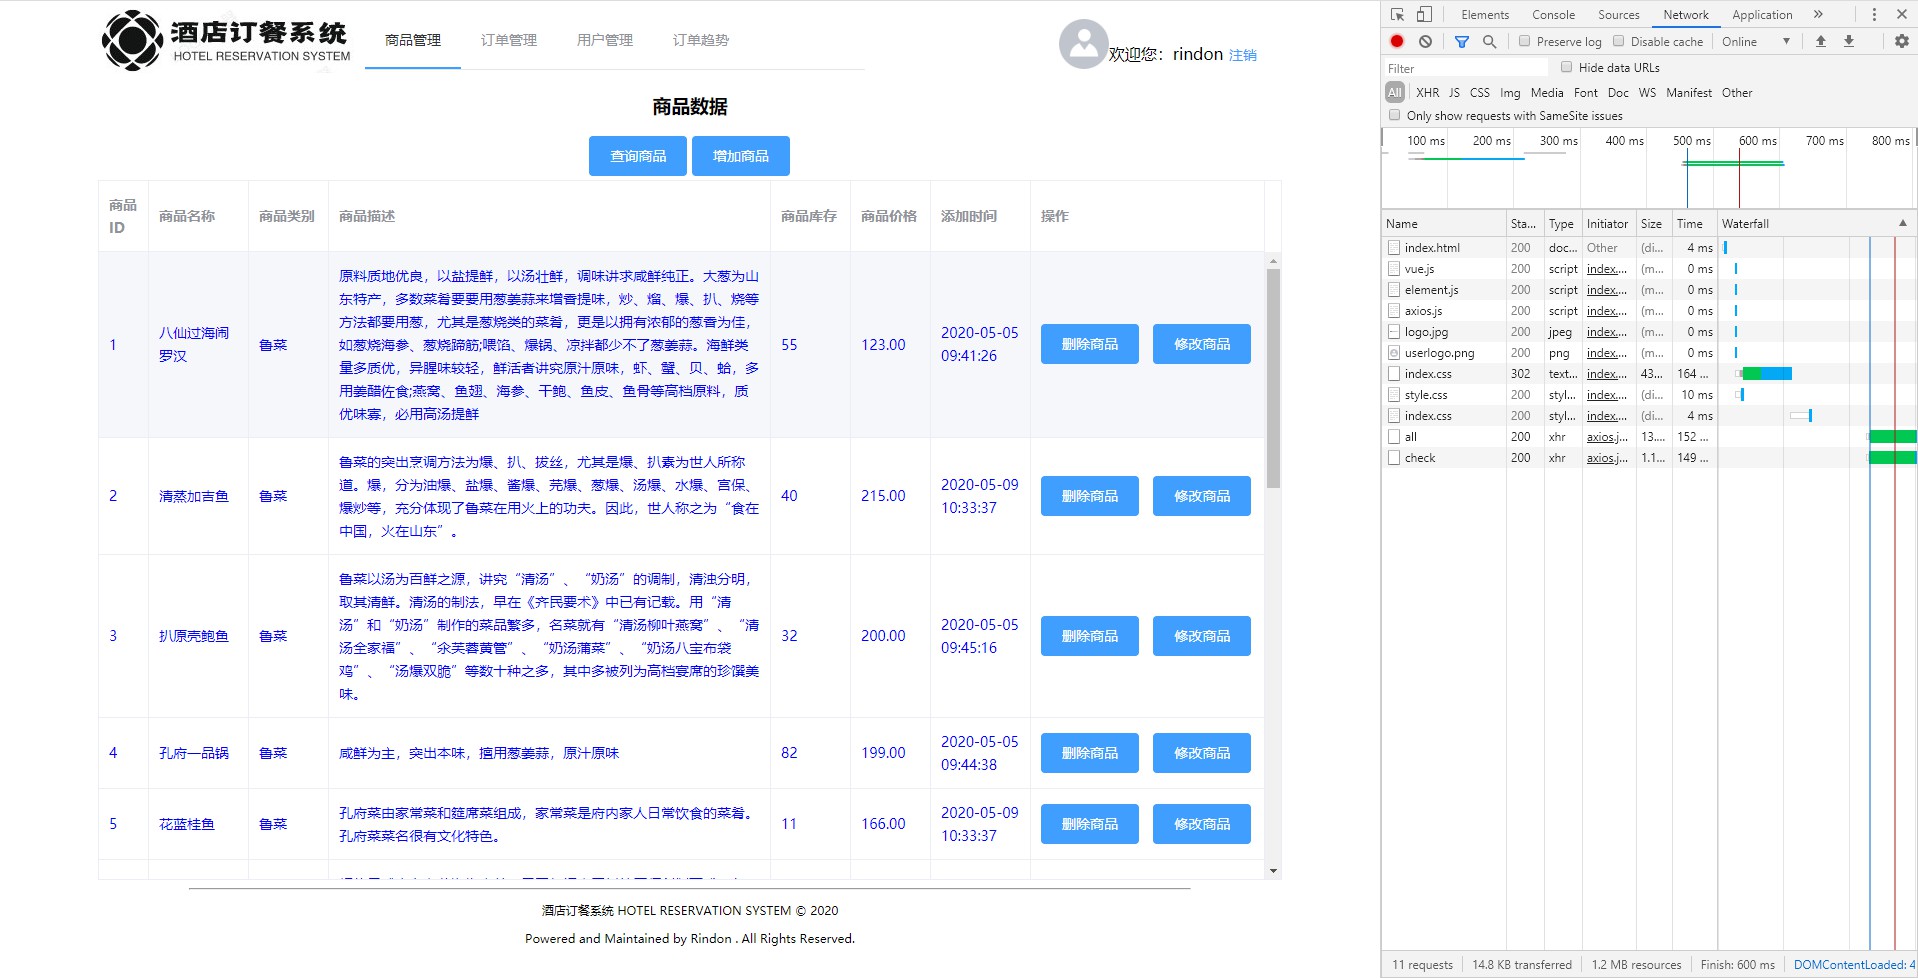 酒店订餐系统
HOTEL RESERVATION SYSTEM
商品管理 订单管理 用户管理 订单趋势
欢迎您：rindon 注销
商品数据
查询商品 增加商品
商品ID 商品名称 商品类别 商品描述 商品库存 商品价格 添加时间 操作
1 八仙过海闹罗汉 鲁菜
原料质地优良，以盐提鲜，以汤壮鲜，调味讲求咸鲜纯正。大葱为山
东特产，多数菜肴要要用葱姜蒜来增香提味，炒、熘、爆、扒、烧等
方法都要用葱，尤其是葱烧类的菜肴，更是以拥有浓郁的葱香为佳，
如葱烧海参、葱烧蹄筋;喂馅、爆锅、凉拌都少不了葱姜蒜。海鲜类
量多质优，异腥味较轻，鲜活者讲究原汁原味，虾、蟹、贝、蛤，多
用姜醋佐食;燕窝、鱼翅、海参、干鲍、鱼皮、鱼骨等高档原料，质
优味寡，必用高汤提鲜
55 123.00 2020-05-05 09:41:26 删除商品 修改商品
2 清蒸加吉鱼 鲁菜
鲁菜的突出烹调方法为爆、扒、拔丝，尤其是爆、扒素为世人所称
道。爆，分为油爆、盐爆、酱爆、芫爆、葱爆、汤爆、水爆、宫保、
爆炒等，充分体现了鲁菜在用火上的功夫。因此，世人称之为“食在
中国，火在山东”。
40 215.00 2020-05-09 10:33:37 删除商品 修改商品
3 扒原壳鲍鱼 鲁菜
鲁菜以汤为百鲜之源，讲究“清汤”、“奶汤”的调制，清浊分明，
取其清鲜。清汤的制法，早在《齐民要术》中已有记载。用“清
汤”和“奶汤”制作的菜品繁多，名菜就有“清汤柳叶燕窝”、“清
汤全家福”、“汆芙蓉黄管”、“奶汤蒲菜”、“奶汤八宝布袋
鸡”、“汤爆双脆”等数十种之多，其中多被列为高档宴席的珍馔美
味。
32 200.00 2020-05-05 09:45:16 删除商品 修改商品
4 孔府一品锅 鲁菜 咸鲜为主，突出本味，擅用葱姜蒜，原汁原味 82 199.00 2020-05-05 09:44:38 删除商品 修改商品
5 花蓝桂鱼 鲁菜
孔府菜由家常菜和筵席菜组成，家常菜是府内家人日常饮食的菜肴。
孔府菜菜名很有文化特色。
11 166.00 2020-05-09 10:33:37 删除商品 修改商品
酒店订餐系统 HOTEL RESERVATION SYSTEM © 2020
Powered and Maintained by Rindon . All Rights Reserved.
Elements Console Sources Network Application »
Preserve log Disable cache Online
Filter Hide data URLs
All XHR JS CSS Img Media Font Doc WS Manifest Other
Only show requests with SameSite issues
100 ms 200 ms 300 ms 400 ms 500 ms 600 ms 700 ms 800 ms
Name Sta... Type Initiator Size Time Waterfall
index.html 200 doc... Other (di... 4 ms
vue.js 200 script index.... (m... 0 ms
element.js 200 script index.... (m... 0 ms
axios.js 200 script index.... (m... 0 ms
logo.jpg 200 jpeg index.... (m... 0 ms
userlogo.png 200 png index.... (m... 0 ms
index.css 302 text... index.... 43... 164 ...
style.css 200 styl... index.... (di... 10 ms
index.css 200 styl... index.... (di... 4 ms
all 200 xhr axios.j... 13.... 152 ...
check 200 xhr axios.j... 1.1... 149 ...
11 requests 14.8 KB transferred 1.2 MB resources Finish: 600 ms DOMContentLoaded: 4